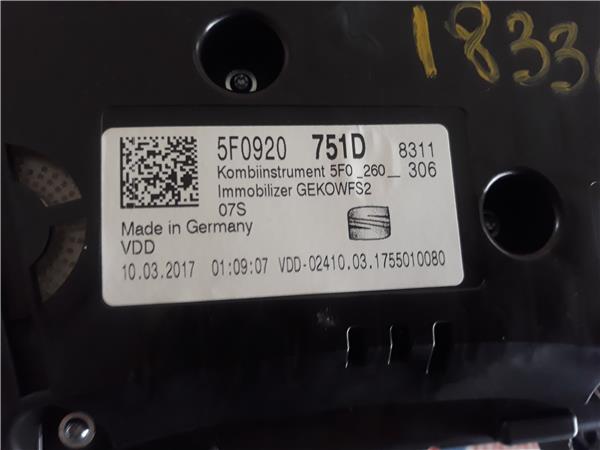 1833
5F0920 751D 8311
Kombiinstrument 5F0_260__ 306
Immobilizer GEKOWFS2
07S
Made in Germany
VDD
10.03.2017 01:09:07 VDD-02410.03.1755010080